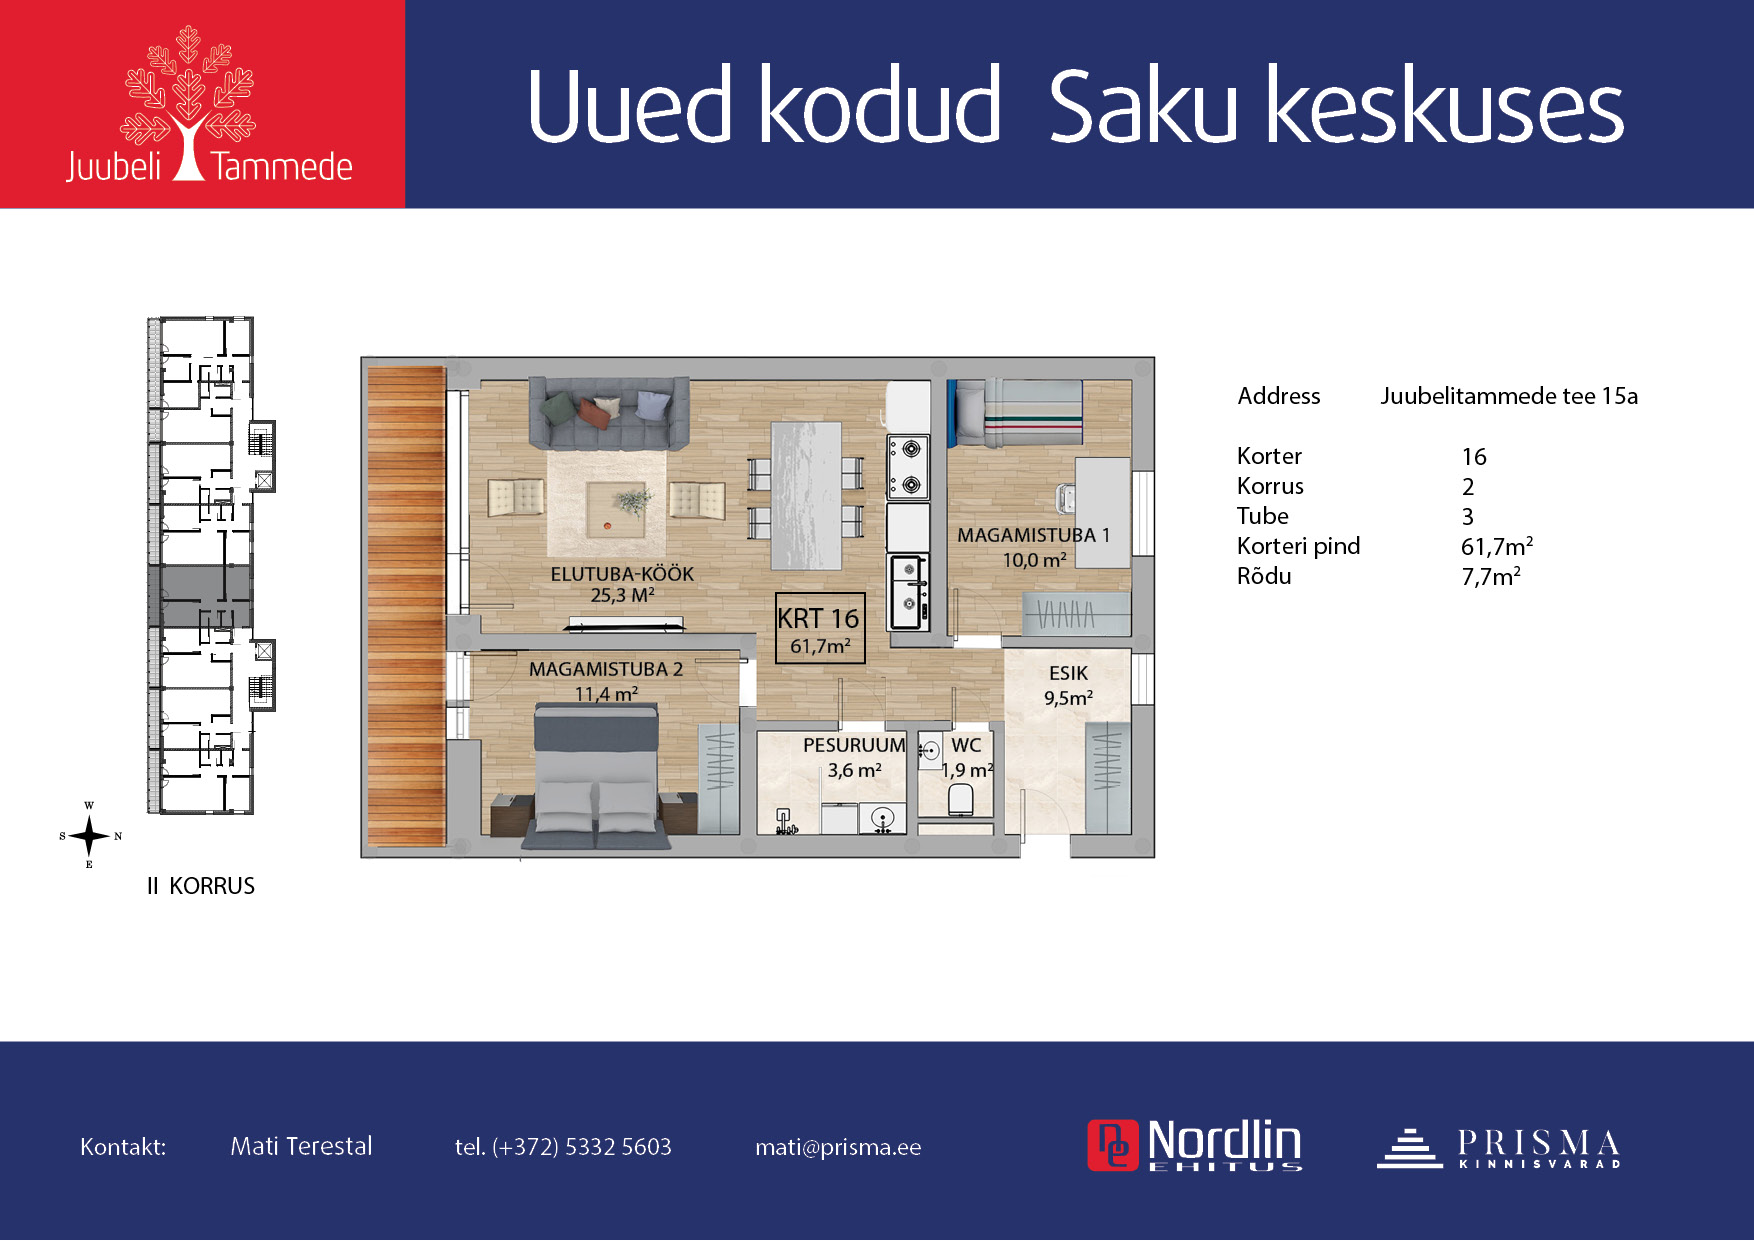 Juubeli Tammede
Uued kodud Saku keskuses
Address Juubelitammede tee 15a
Korter 16
Korrus 2
Tube 3
Korteri pind 61,7m²
Rõdu 7,7m²
ELUTUBA-KÖÖK
25,3 M²
MAGAMISTUBA 1
10,0 m²
KRT 16
61,7m²
MAGAMISTUBA 2
11,4 m²
ESIK
9,5m²
PESURUUM
3,6 m²
WC
1,9 m²
W
S N
E
II KORRUS
Kontakt: Mati Terestal tel. (+372) 5332 5603 mati@prisma.ee
ne Nordlin
EHITUS
PRISMA
KINNISVARAD